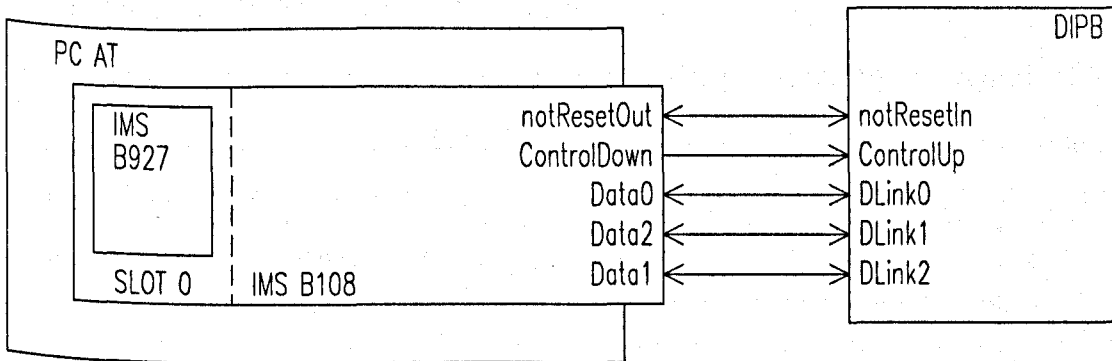 PC AT
DIPB
IMS
B927
SLOT 0
IMS B108
notResetOut
ControlDown
Data0
Data2
Data1
notResetIn
ControlUp
DLink0
DLink1
DLink2